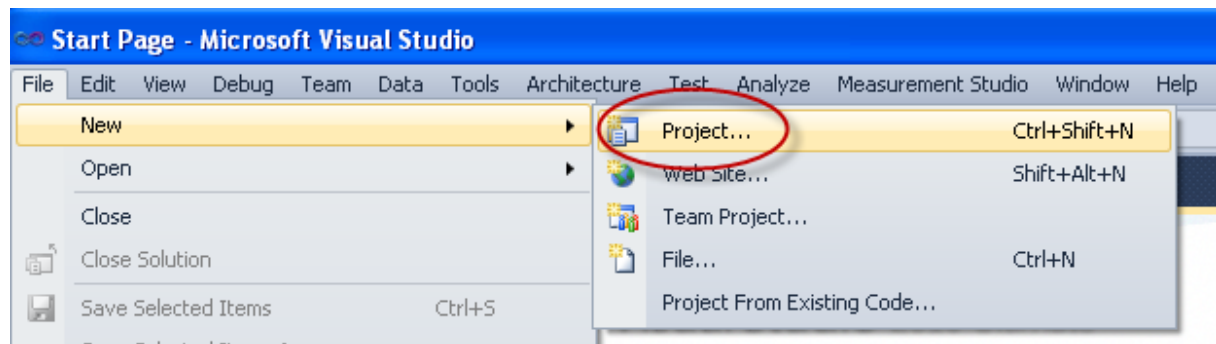 Start Page - Microsoft Visual Studio
File Edit View Debug Team Data Tools Architecture Test Analyze Measurement Studio Window Help
New
Project... Ctrl+Shift+N
Open
Web Site... Shift+Alt+N
Close
Team Project...
Close Solution
File... Ctrl+N
Save Selected Items Ctrl+S
Project From Existing Code...